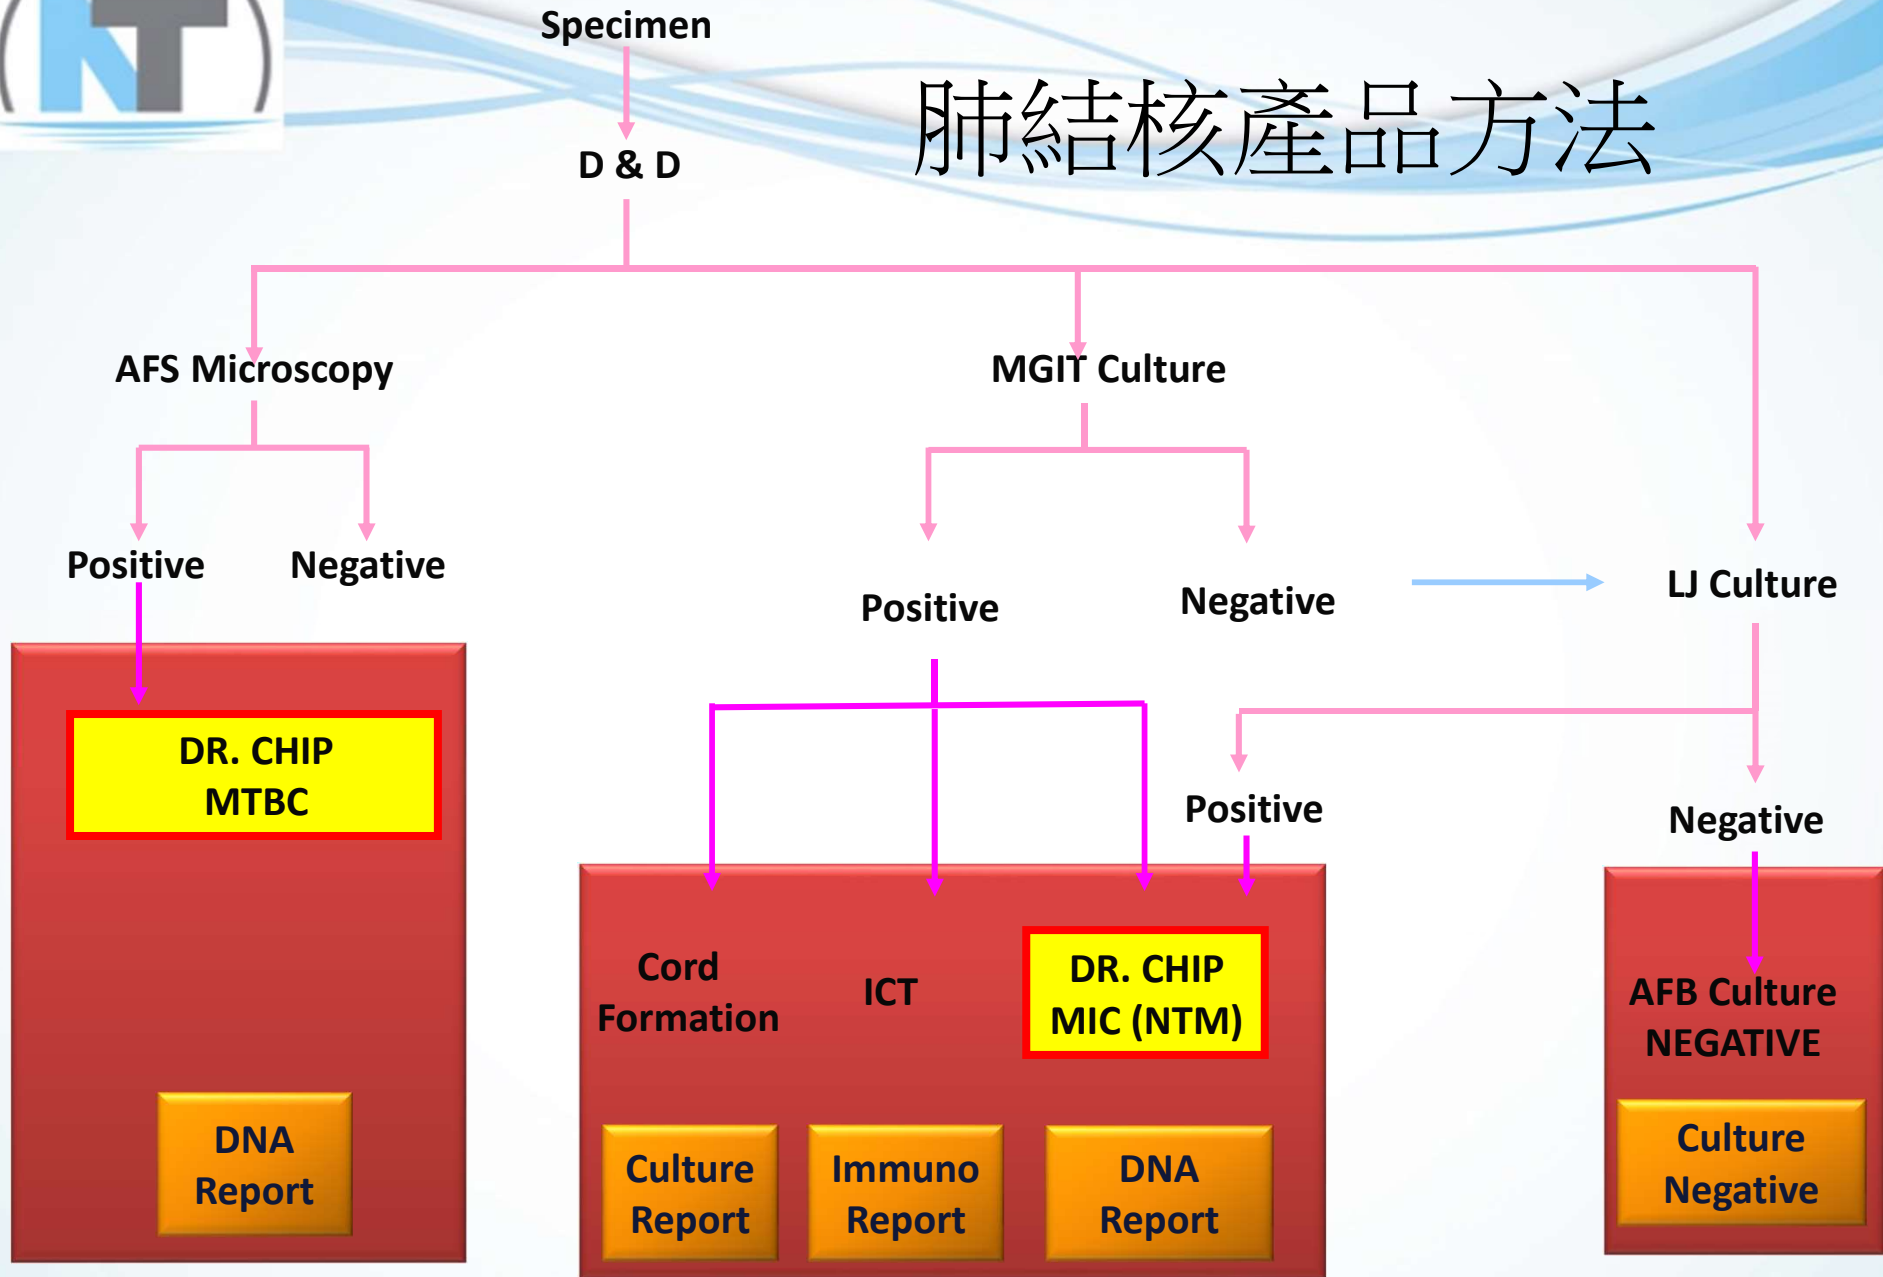 NT
Specimen
肺結核產品方法
D & D
AFS Microscopy
MGIT Culture
Positive
Negative
Positive
Negative
LJ Culture
DR. CHIP
MTBC
Positive
Negative
Cord
Formation
ICT
DR. CHIP
MIC (NTM)
AFB Culture
NEGATIVE
DNA
Report
Culture
Report
Immuno
Report
DNA
Report
Culture
Negative